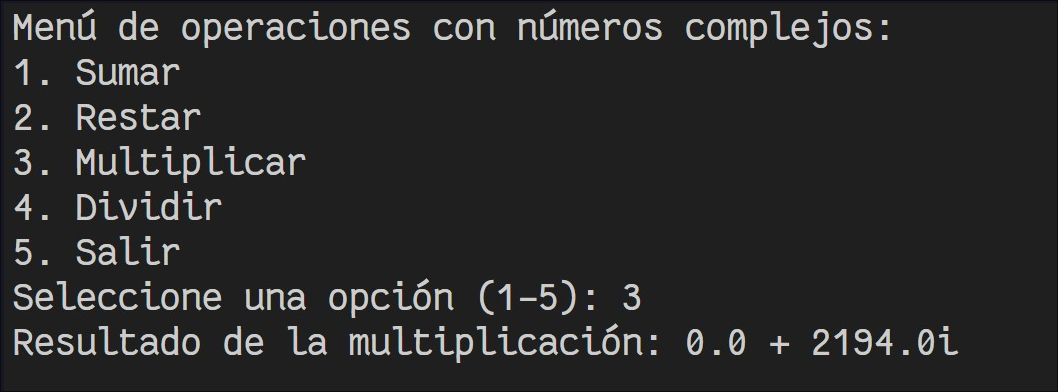 Menú de operaciones con números complejos:
1. Sumar
2. Restar
3. Multiplicar
4. Dividir
5. Salir
Seleccione una opción (1-5): 3
Resultado de la multiplicación: 0.0 + 2194.0i